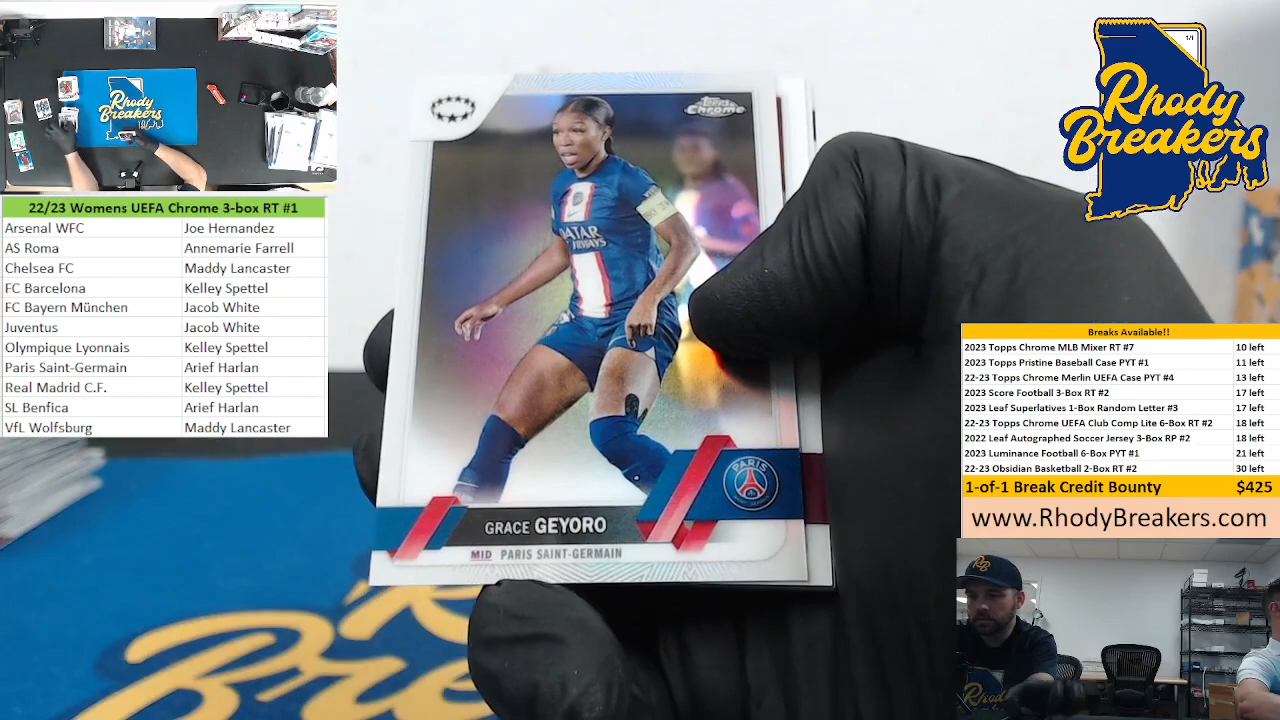 Rhody
Breakers
22/23 Womens UEFA Chrome 3-box RT #1
Arsenal WFC Joe Hernandez
AS Roma Annemarie Farrell
Chelsea FC Maddy Lancaster
FC Barcelona Kelley Spettel
FC Bayern München Jacob White
Juventus Jacob White
Olympique Lyonnais Kelley Spettel
Paris Saint-Germain Arief Harlan
Real Madrid C.F. Kelley Spettel
SL Benfica Arief Harlan
VfL Wolfsburg Maddy Lancaster
Topps
Chrome
QATAR
AIRWAYS
PARIS
GRACE GEYORO
MID PARIS SAINT-GERMAIN
1/1
Rhody
Breakers
Breaks Available!!
2023 Topps Chrome MLB Mixer RT #7 10 left
2023 Topps Pristine Baseball Case PYT #1 11 left
22-23 Topps Chrome Merlin UEFA Case PYT #4 13 left
2023 Score Football 3-Box RT #2 17 left
2023 Leaf Superlatives 1-Box Random Letter #3 17 left
22-23 Topps Chrome UEFA Club Comp Lite 6-Box RT #2 18 left
2022 Leaf Autographed Soccer Jersey 3-Box RP #2 18 left
2023 Luminance Football 6-Box PYT #1 21 left
22-23 Obsidian Basketball 2-Box RT #2 30 left
1-of-1 Break Credit Bounty $425
www.RhodyBreakers.com
RB
Rhody